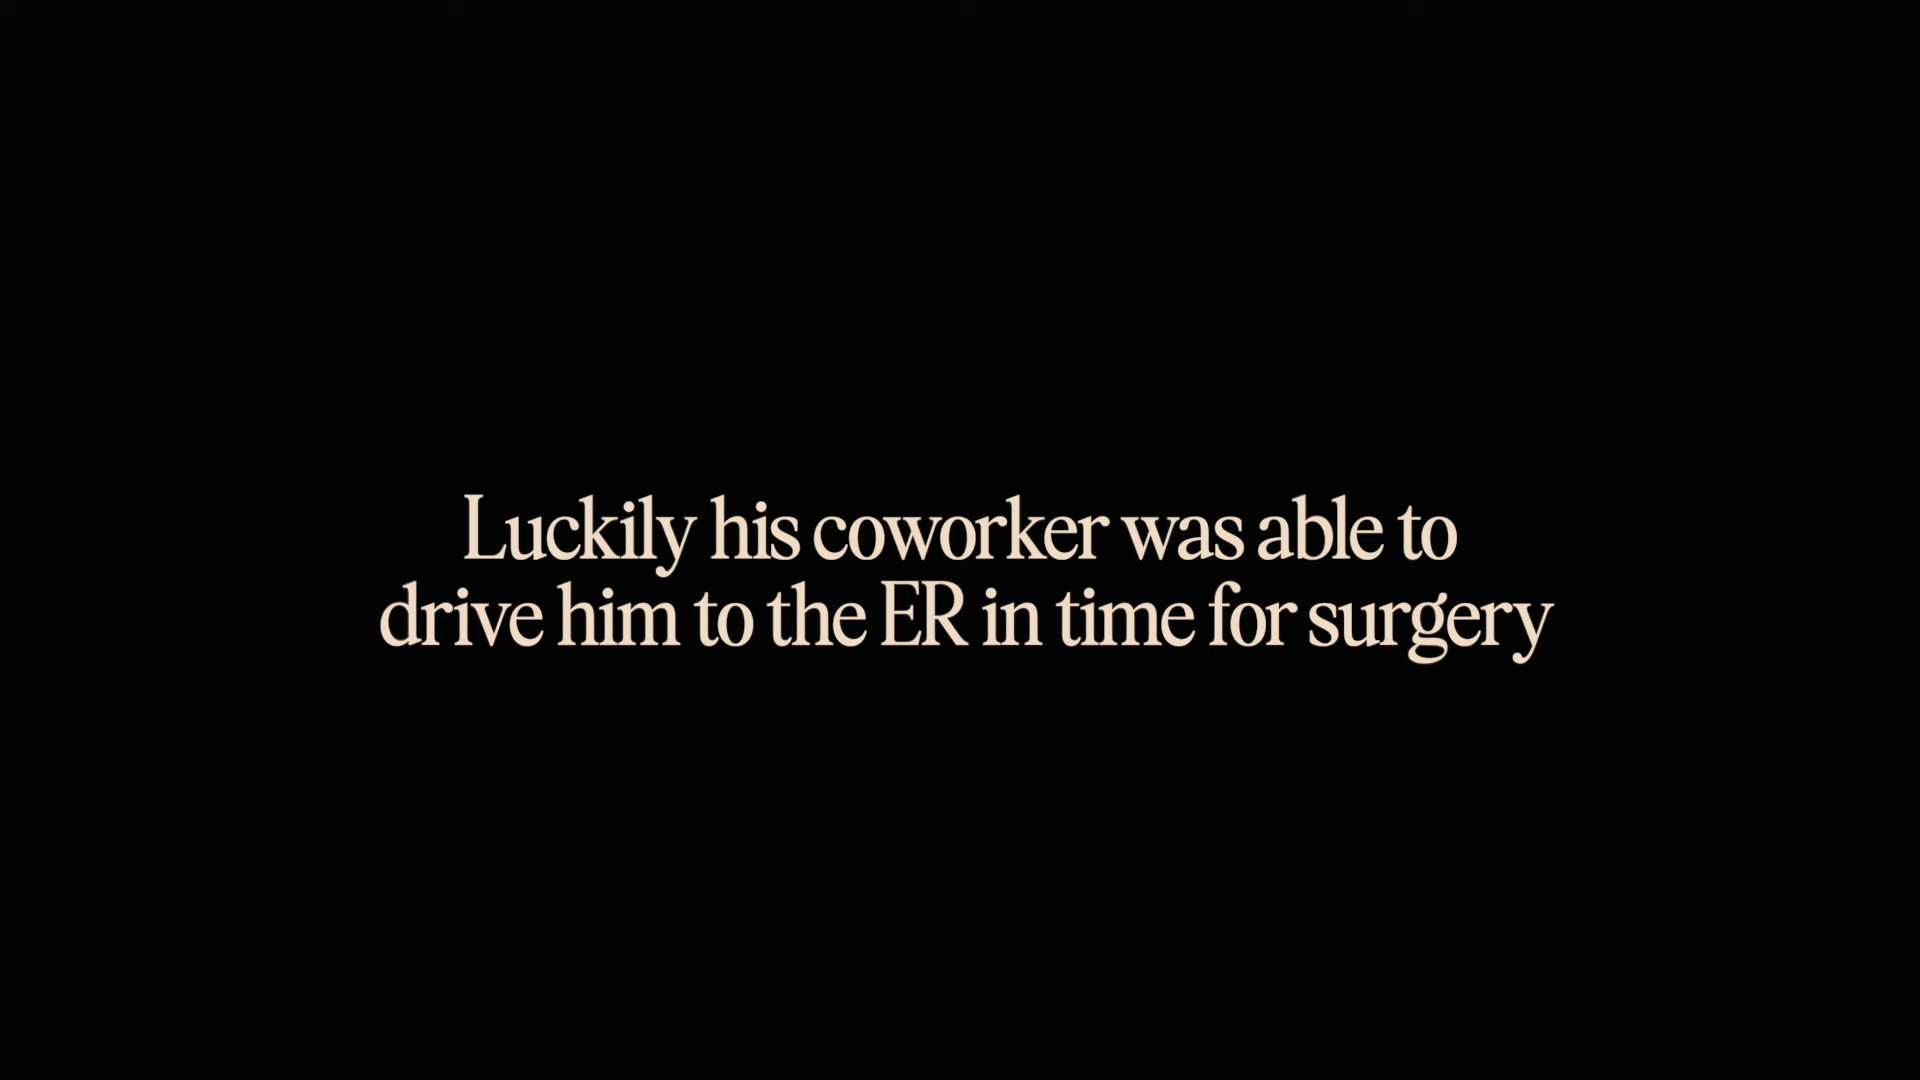 Luckily his coworker was able to
drive him to the ER in time for surgery